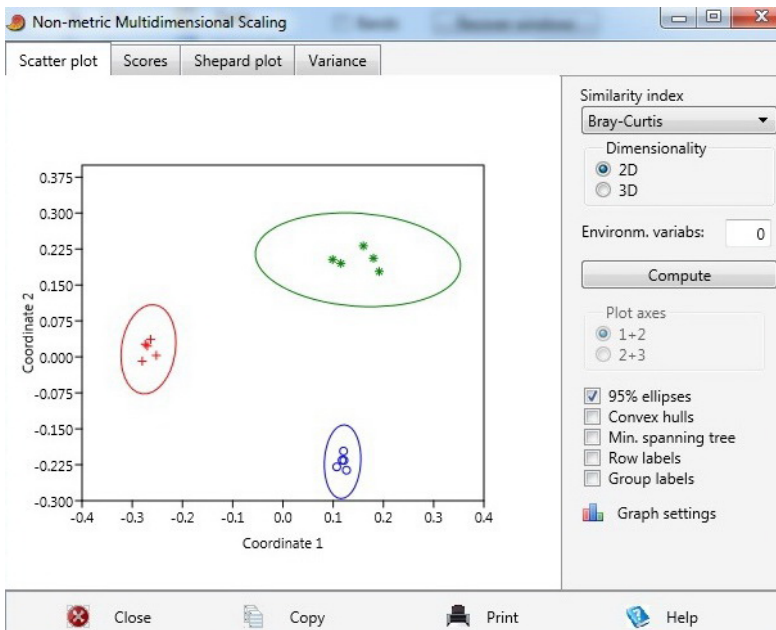 Non-metric Multidimensional Scaling
Scatter plot Scores Shepard plot Variance
0.375
0.300
0.225
0.150
0.075
0.000
-0.075
-0.150
-0.225
-0.300
Coordinate 2
-0.4 -0.3 -0.2 -0.1 0.0 0.1 0.2 0.3 0.4
Coordinate 1
Similarity index
Bray-Curtis
Dimensionality
2D
3D
Environm. variabs: 0
Compute
Plot axes
1+2
2+3
95% ellipses
Convex hulls
Min. spanning tree
Row labels
Group labels
Graph settings
Close Copy Print Help